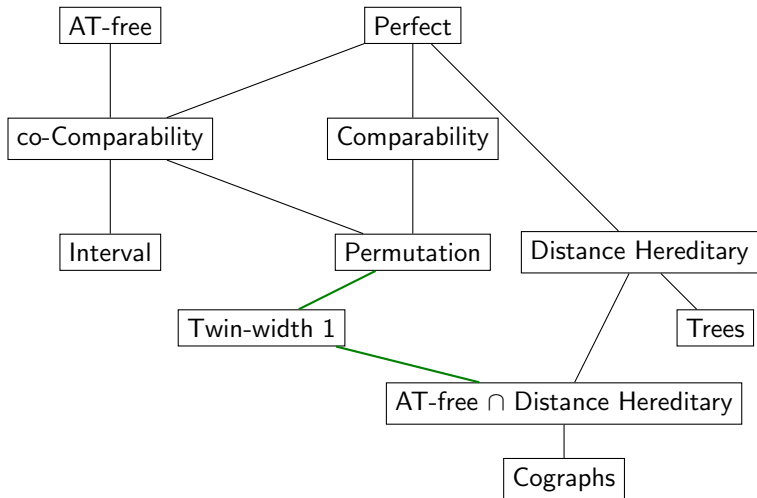 AT-free
Perfect
co-Comparability
Comparability
Interval
Permutation
Distance Hereditary
Twin-width 1
Trees
AT-free ∩ Distance Hereditary
Cographs